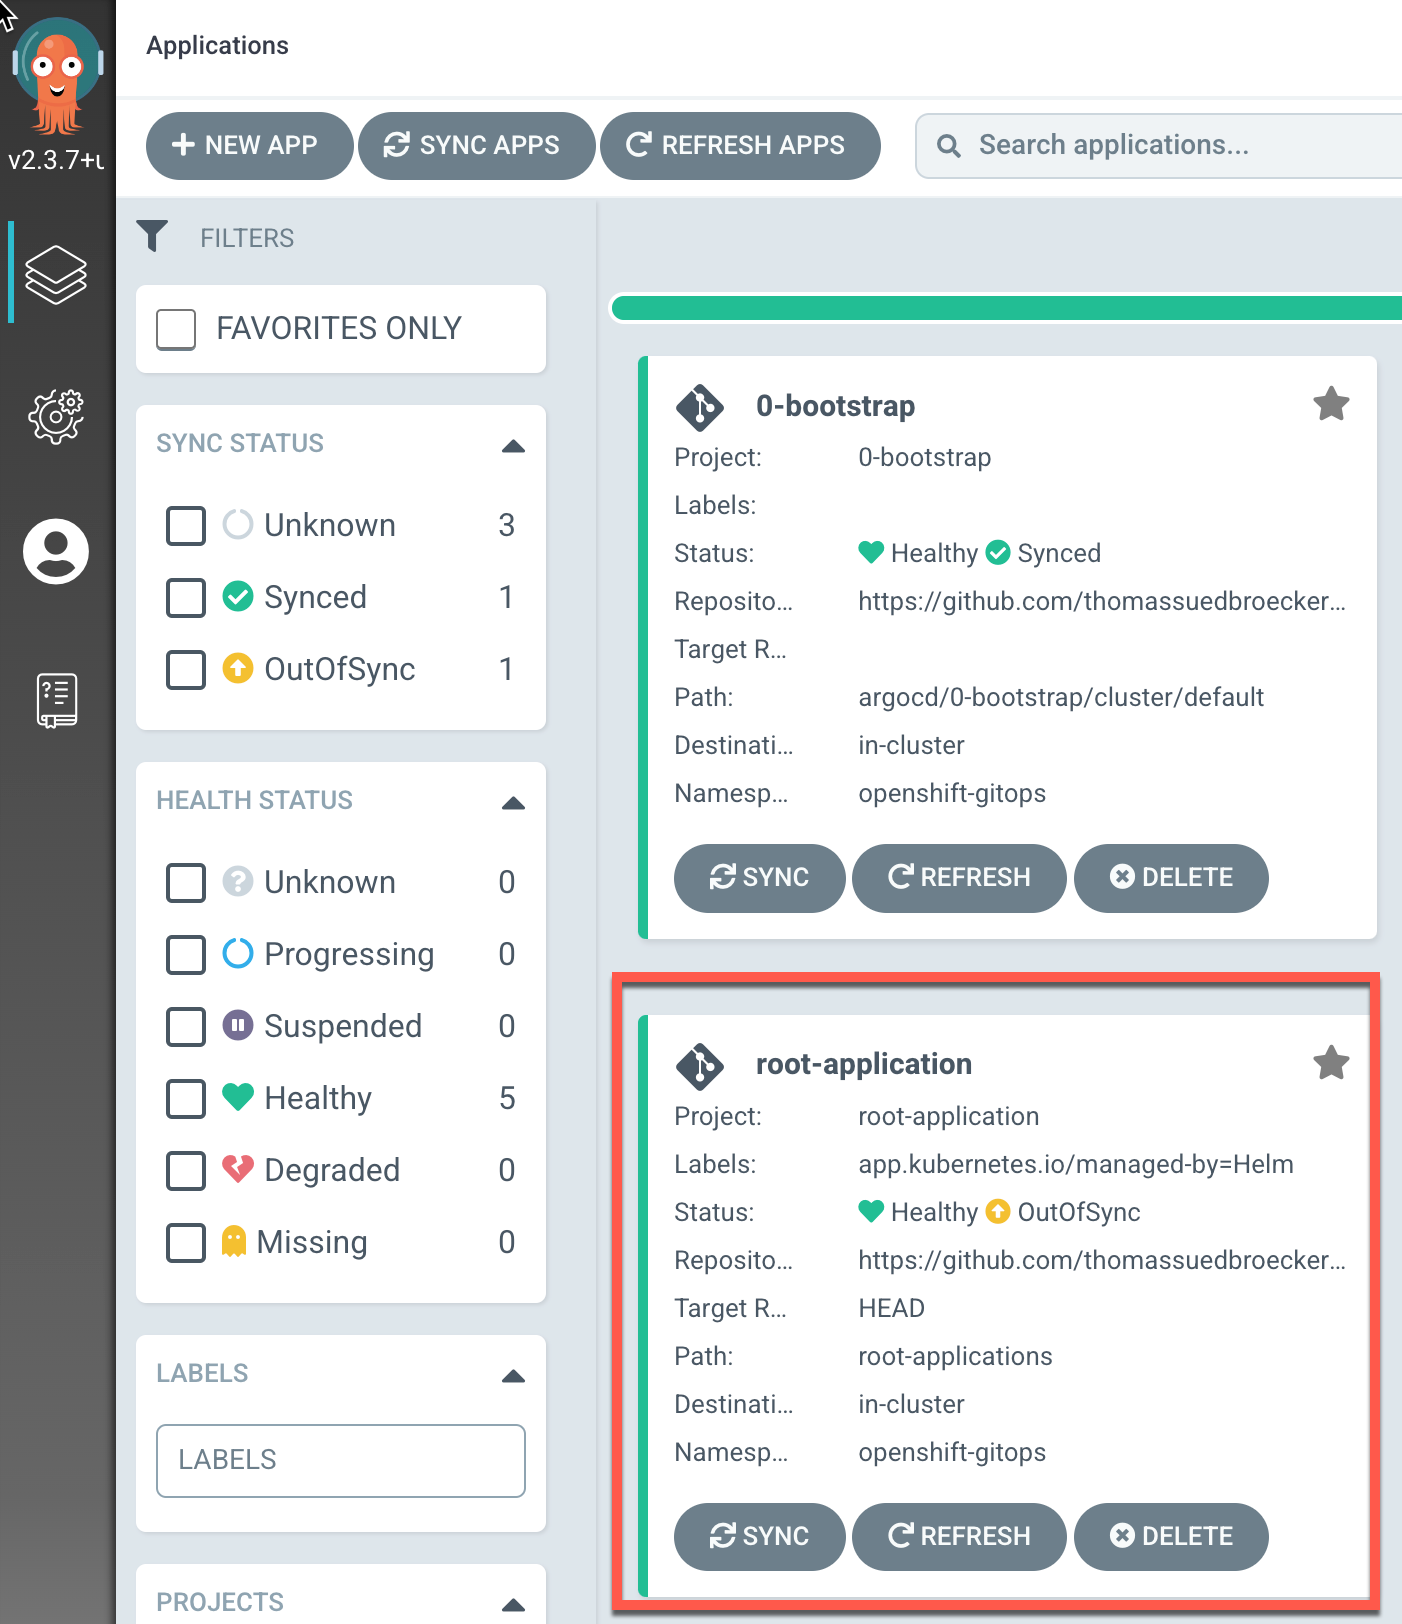 Applications
v2.3.7+u
NEW APP
SYNC APPS
REFRESH APPS
Search applications...
FILTERS
FAVORITES ONLY
SYNC STATUS
Unknown 3
Synced 1
OutOfSync 1
HEALTH STATUS
Unknown 0
Progressing 0
Suspended 0
Healthy 5
Degraded 0
Missing 0
LABELS
LABELS
PROJECTS
0-bootstrap
Project: 0-bootstrap
Labels:
Status: Healthy Synced
Reposito... https://github.com/thomassuedbroecker...
Target R...
Path: argocd/0-bootstrap/cluster/default
Destinati... in-cluster
Namesp... openshift-gitops
SYNC REFRESH DELETE
root-application
Project: root-application
Labels: app.kubernetes.io/managed-by=Helm
Status: Healthy OutOfSync
Reposito... https://github.com/thomassuedbroecker...
Target R... HEAD
Path: root-applications
Destinati... in-cluster
Namesp... openshift-gitops
SYNC REFRESH DELETE